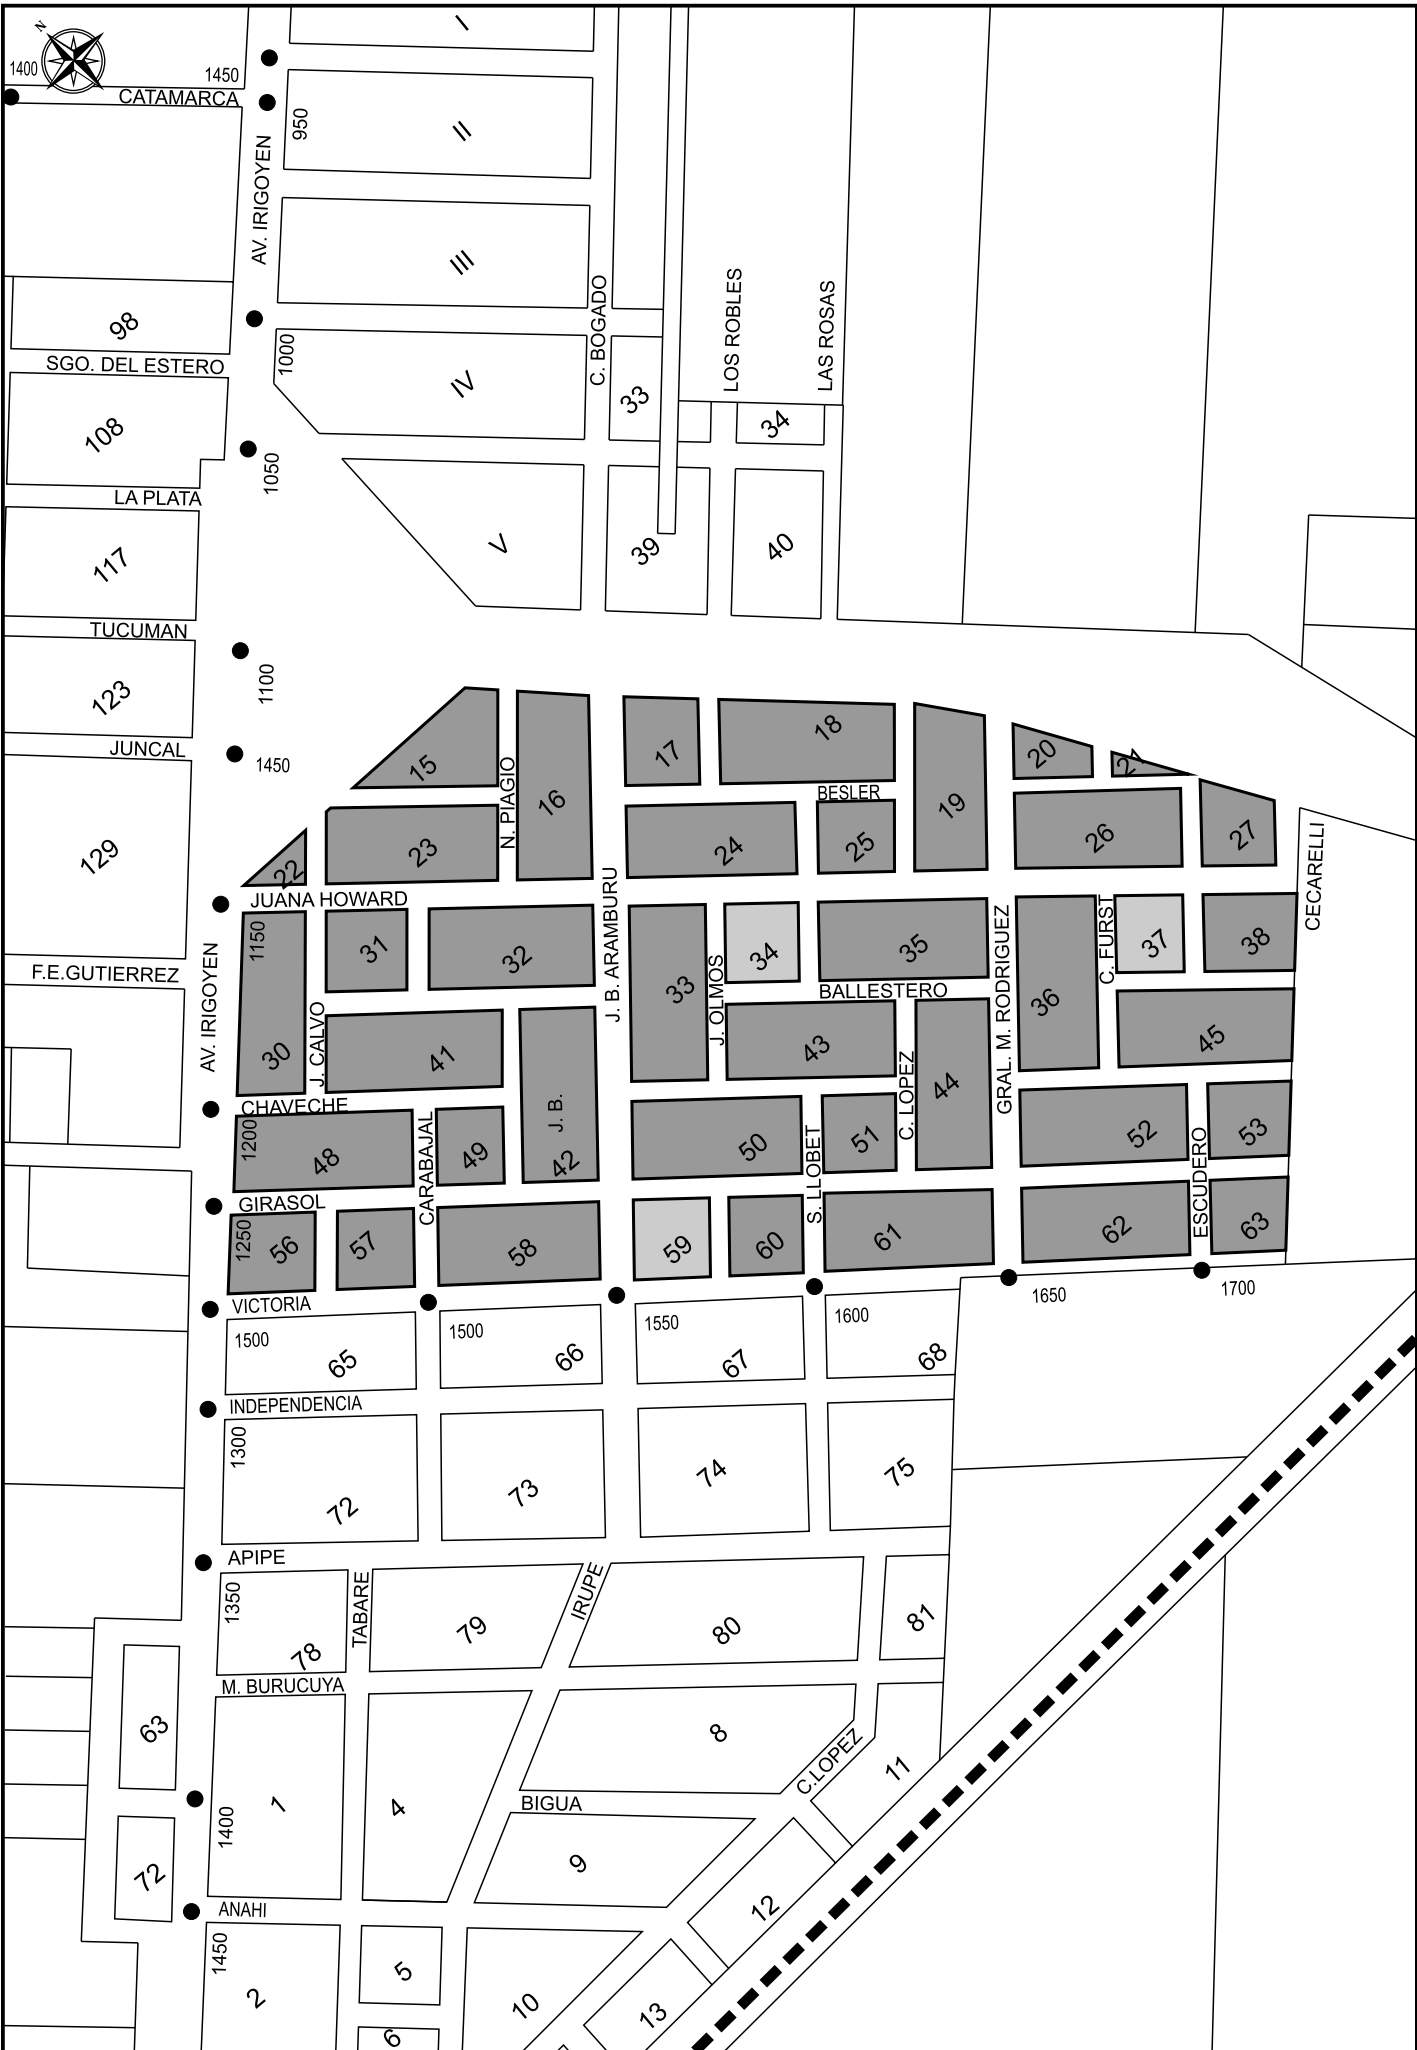 N
I
1400
1450
CATAMARCA
950
II
AV. IRIGOYEN
III
98
C. BOGADO
LOS ROBLES
LAS ROSAS
SGO. DEL ESTERO
1000
IV
33
34
108
1050
LA PLATA
117
V
39
40
TUCUMAN
123
1100
JUNCAL
1450
15
N. PIAGIO
16
17
18
19
20
21
BESLER
129
22
23
24
25
26
27
CECARELLI
JUANA HOWARD
1150
31
32
J. B. ARAMBURU
33
34
35
GRAL. M. RODRIGUEZ
C. FURST
37
38
F.E.GUTIERREZ
AV. IRIGOYEN
J. OLMOS
BALLESTERO
36
30
J. CALVO
41
43
C. LOPEZ
44
45
CHAVECHE
1200
48
CARABAJAL
49
J. B.
42
50
S. LLOBET
51
52
ESCUDERO
53
GIRASOL
1250
56
57
58
59
60
61
62
63
VICTORIA
1500
65
1500
66
1550
67
1600
68
1650
1700
INDEPENDENCIA
1300
72
73
74
75
APIPE
1350
78
TABARE
79
IRUPE
80
81
M. BURUCUYA
63
1
4
8
C.LOPEZ
11
1400
BIGUA
72
9
12
ANAHI
1450
2
5
10
13
6